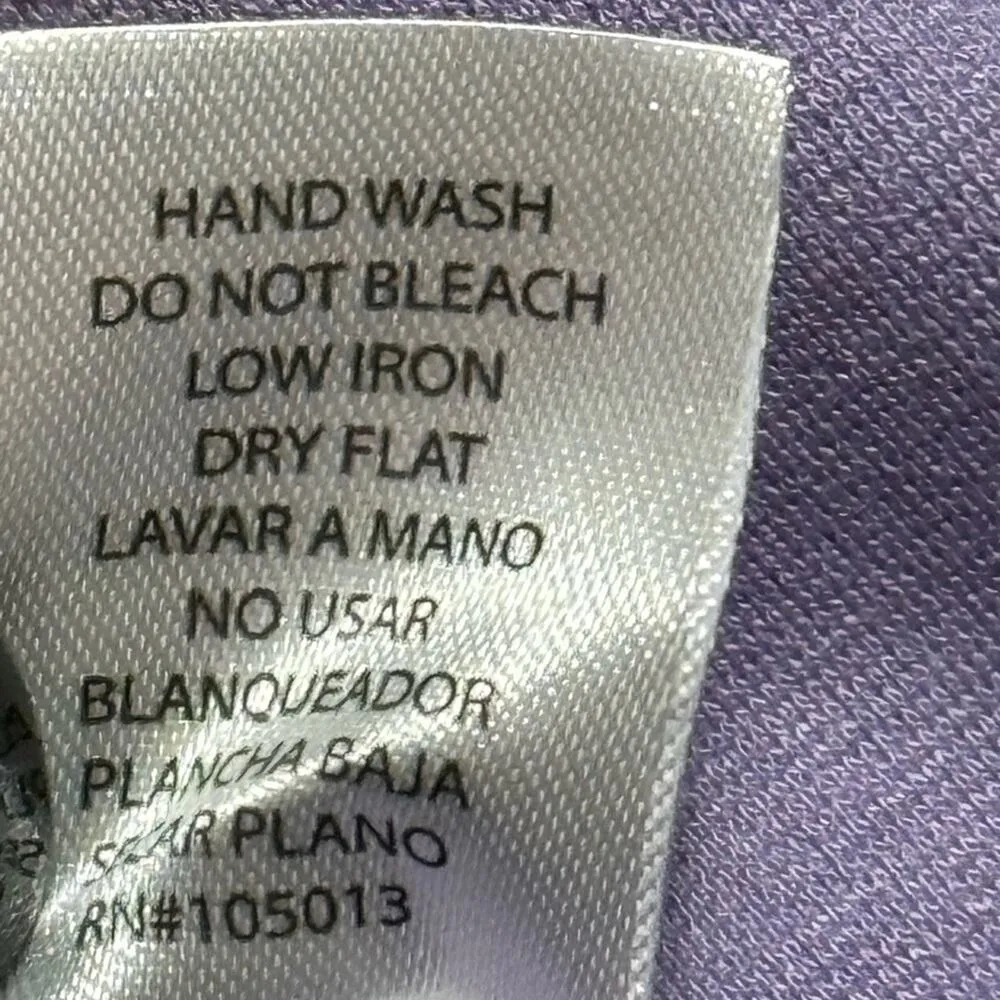 HAND WASH
DO NOT BLEACH
LOW IRON
DRY FLAT
LAVAR A MANO
NO USAR
BLANQUEADOR
PLANCHA BAJA
SECAR PLANO
RN#105013